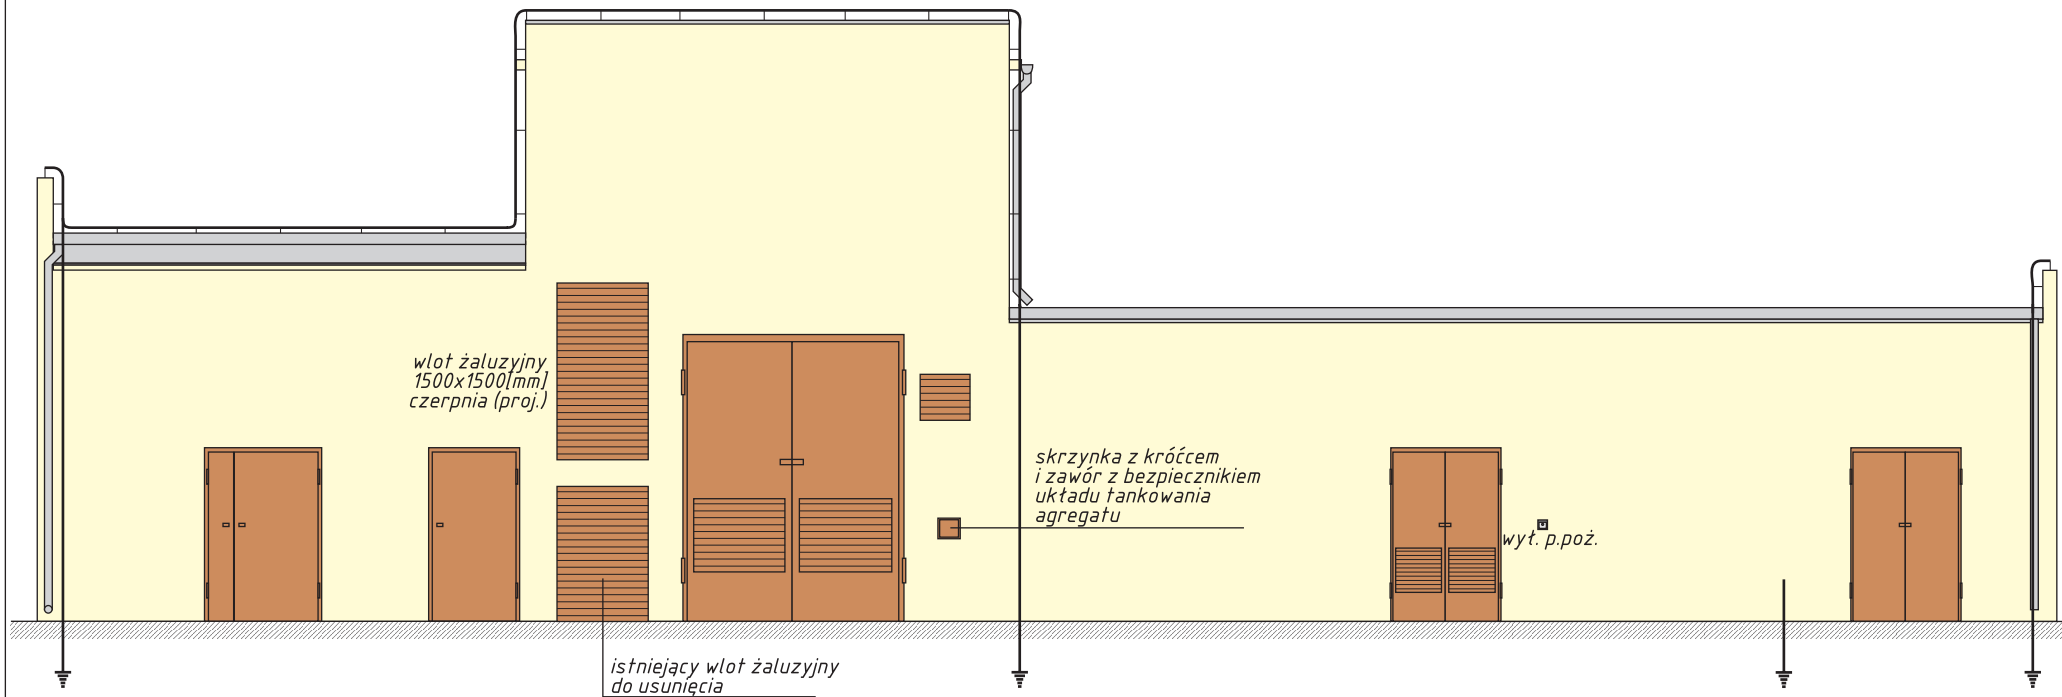 wlot żaluzyjny
1500x1500[mm]
czerpnia (proj.)
skrzynka z króćcem
i zawór z bezpiecznikiem
układu tankowania
agregatu
wył. p.poż.
istniejący wlot żaluzyjny
do usunięcia